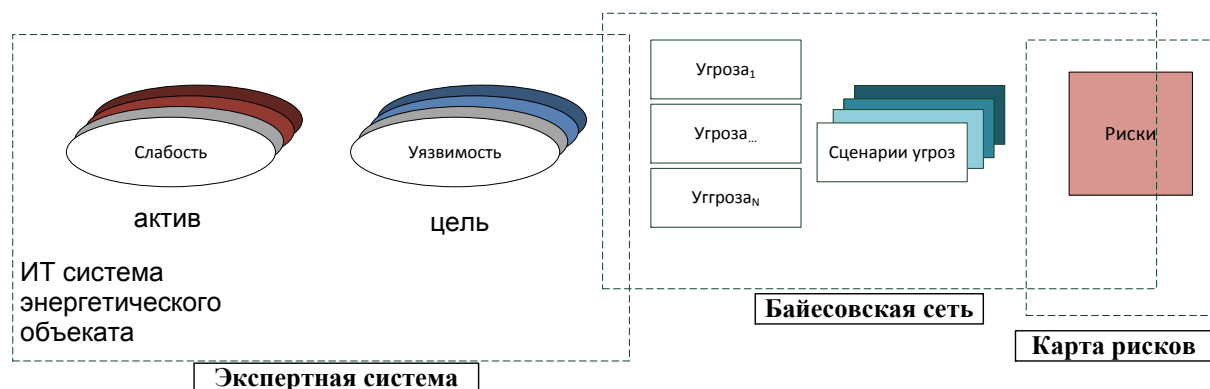 Слабость
актив
Уязвимость
цель
ИТ система
энергетического
объеката
Экспертная система
Угроза1
Угроза...
Уггроза N
Сценарии угроз
Байесовская сеть
Риски
Карта рисков